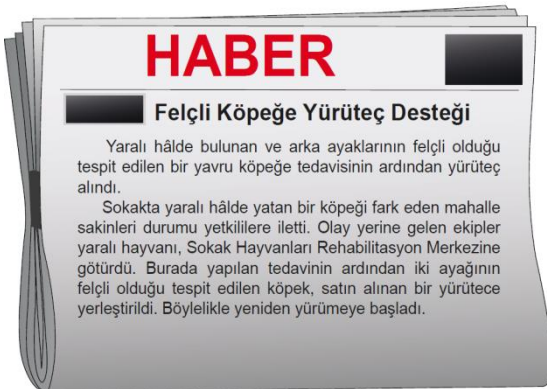 HABER
Felçli Köpeğe Yürüteç Desteği
Yaralı hâlde bulunan ve arka ayaklarının felçli olduğu
tespit edilen bir yavru köpeğe tedavisinin ardından yürüteç
alındı.
Sokakta yaralı hâlde yatan bir köpeği fark eden mahalle
sakinleri durumu yetkililere iletti. Olay yerine gelen ekipler
yaralı hayvanı, Sokak Hayvanları Rehabilitasyon Merkezine
götürdü. Burada yapılan tedavinin ardından iki ayağının
felçli olduğu tespit edilen köpek, satın alınan bir yürütece
yerleştirildi. Böylelikle yeniden yürümeye başladı.